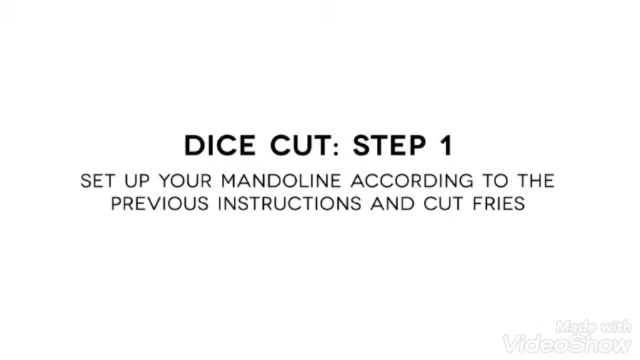 DICE CUT: STEP 1
SET UP YOUR MANDOLINE ACCORDING TO THE
PREVIOUS INSTRUCTIONS AND CUT FRIES
Made with
VideoShow